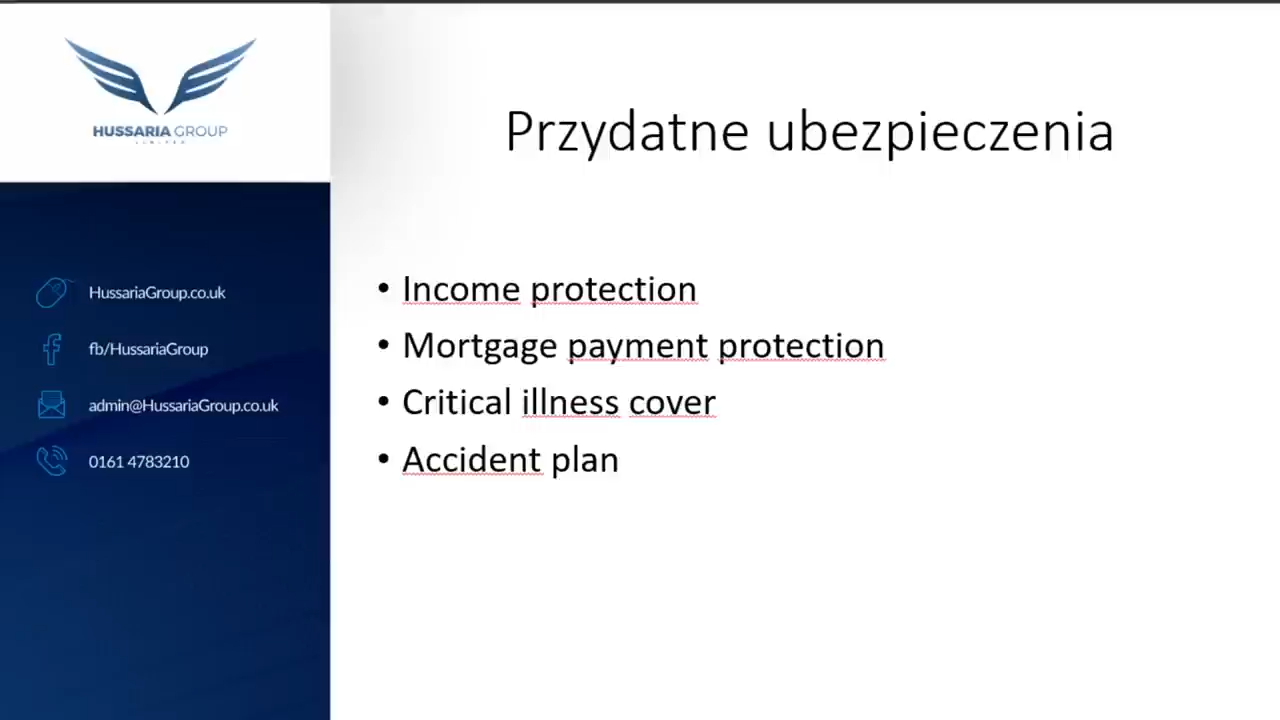 HUSSARIA GROUP
LIMITED
HussariaGroup.co.uk
fb/HussariaGroup
admin@HussariaGroup.co.uk
0161 4783210
Przydatne ubezpieczenia
• Income protection
• Mortgage payment protection
• Critical illness cover
• Accident plan